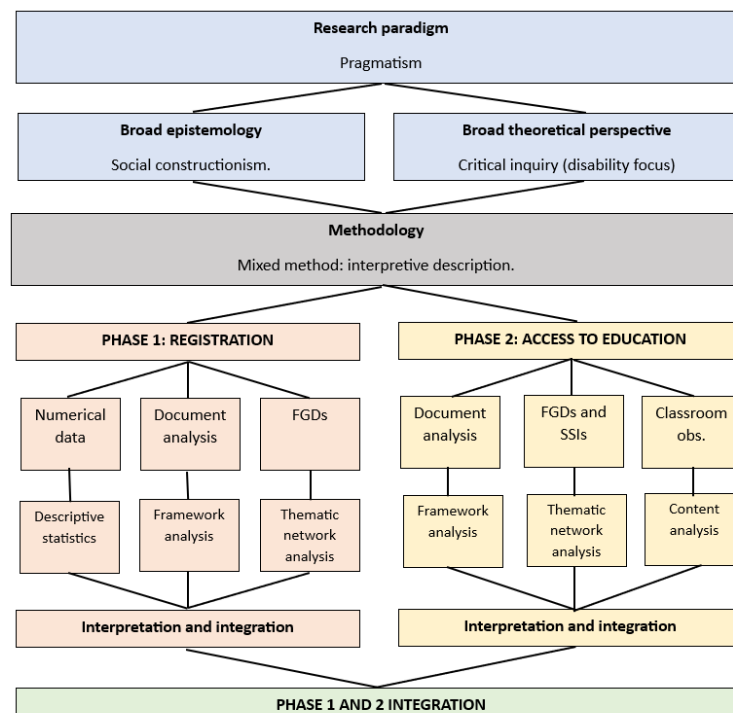 Research paradigm
Pragmatism
Broad epistemology
Social constructionism.
Broad theoretical perspective
Critical inquiry (disability focus)
Methodology
Mixed method: interpretive description.
PHASE 1: REGISTRATION
PHASE 2: ACCESS TO EDUCATION
Numerical
data
Document
analysis
FGDs
Document
analysis
FGDs and
SSIs
Classroom
obs.
Descriptive
statistics
Framework
analysis
Thematic
network
analysis
Framework
analysis
Thematic
network
analysis
Content
analysis
Interpretation and integration
Interpretation and integration
PHASE 1 AND 2 INTEGRATION